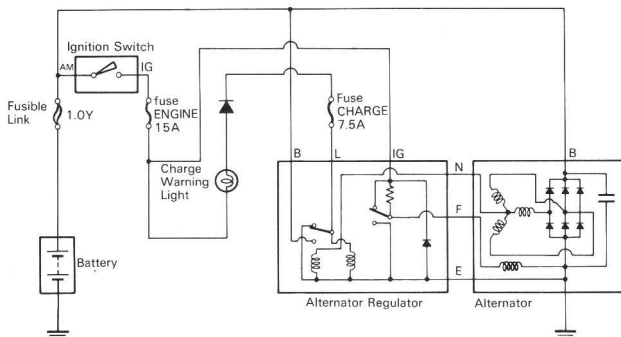 Ignition Switch
AM
IG
Fusible
Link
1.0Y
fuse
ENGINE
15A
Fuse
CHARGE
7.5A
Charge
Warning
Light
B
L
IG
N
B
F
E
Battery
Alternator Regulator
Alternator